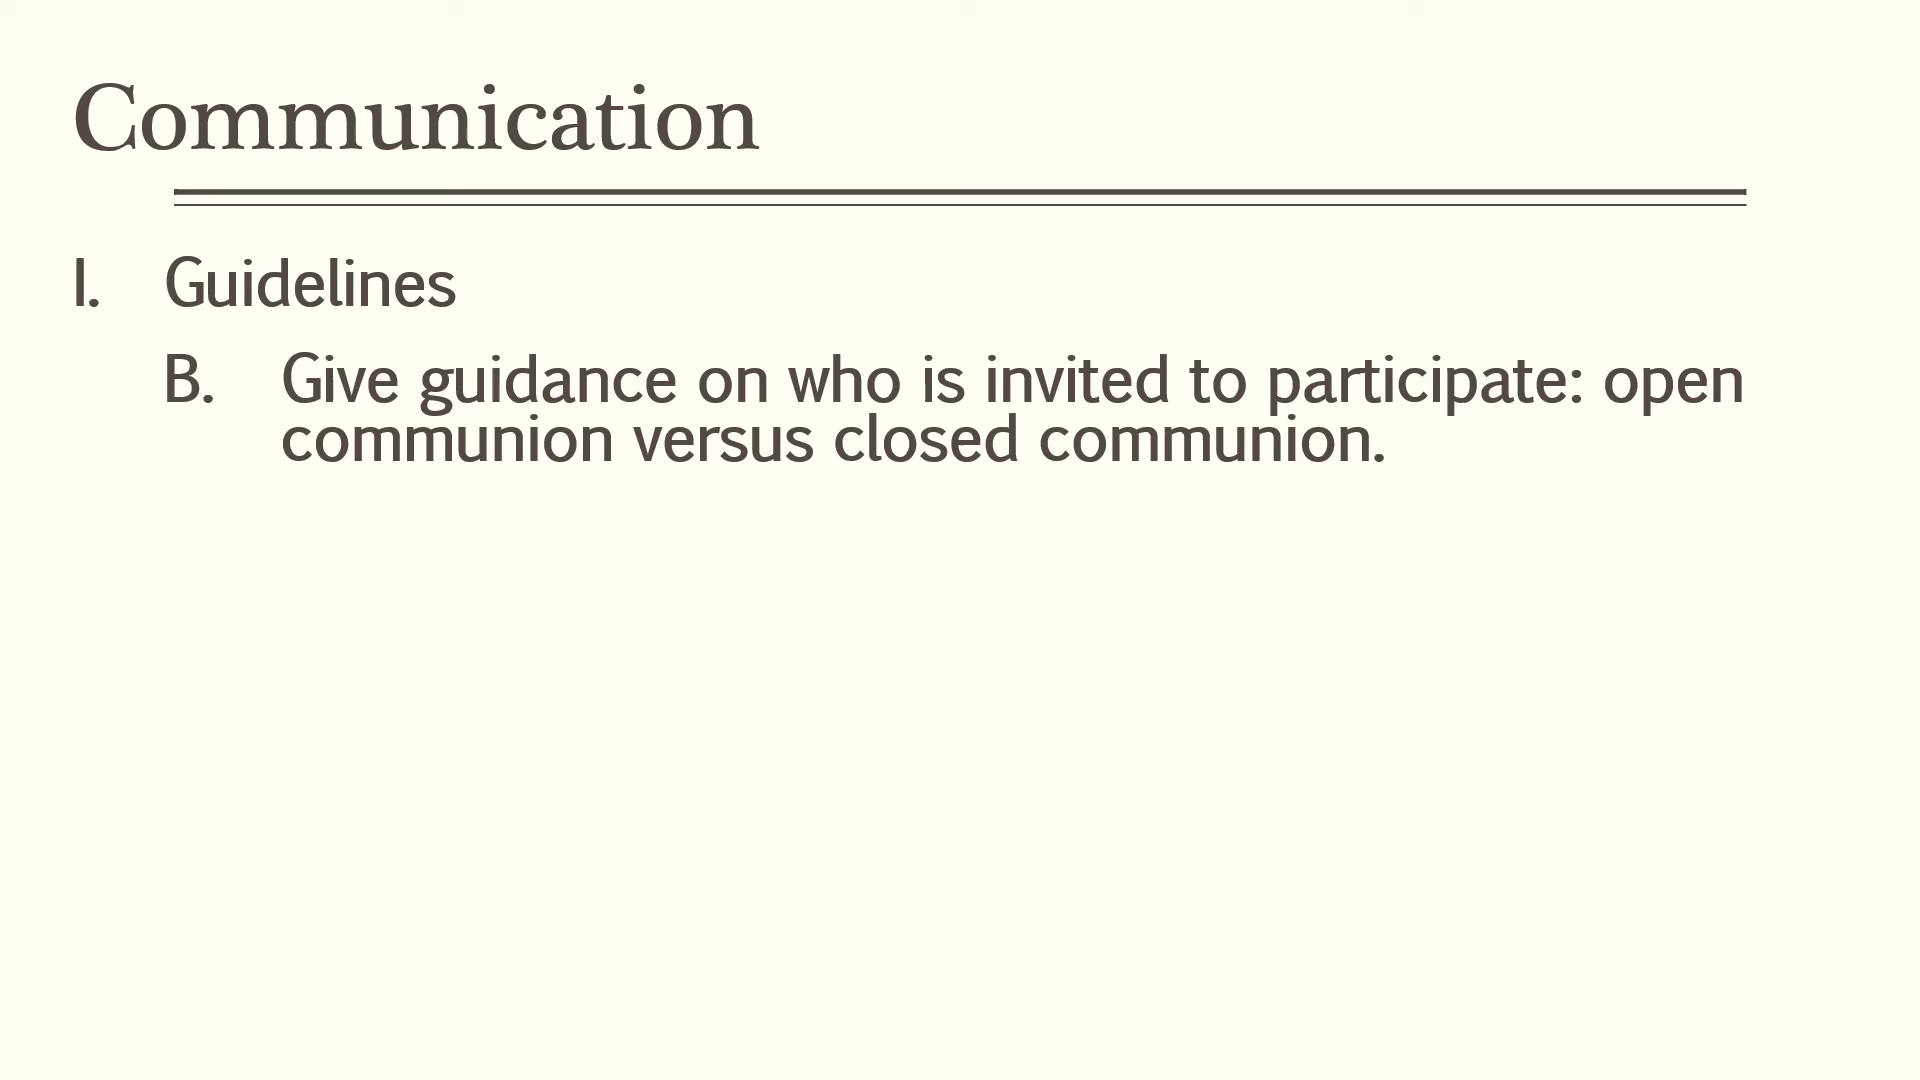 Communication
I. Guidelines
B. Give guidance on who is invited to participate: open
communion versus closed communion.